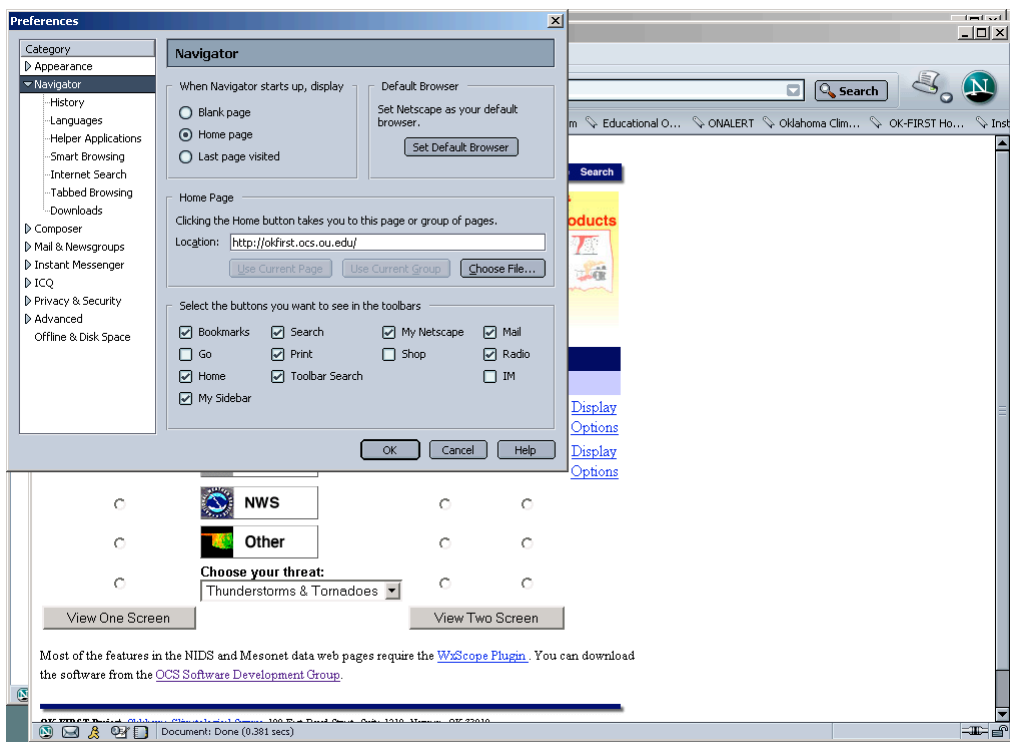 Preferences
Category
Appearance
Navigator
History
Languages
Helper Applications
Smart Browsing
Internet Search
Tabbed Browsing
Downloads
Composer
Mail & Newsgroups
Instant Messenger
ICQ
Privacy & Security
Advanced
Offline & Disk Space
Navigator
When Navigator starts up, display
Blank page
Home page
Last page visited
Default Browser
Set Netscape as your default
browser.
Set Default Browser
Home Page
Clicking the Home button takes you to this page or group of pages.
Location: http://okfirst.ocs.ou.edu/
Use Current Page Use Current Group Choose File...
Select the buttons you want to see in the toolbars
Bookmarks Search My Netscape Mail
Go Print Shop Radio
Home Toolbar Search IM
My Sidebar
OK Cancel Help
Search N
m Educational O... ONALERT Oklahoma Clim... OK-FIRST Ho... Inst
Search
oducts
Display
Options
Display
Options
NWS
Other
Choose your threat:
Thunderstorms & Tornadoes
View One Screen View Two Screen
Most of the features in the NIDS and Mesonet data web pages require the WxScope Plugin . You can download
the software from the OCS Software Development Group.
Document: Done (0.381 secs)